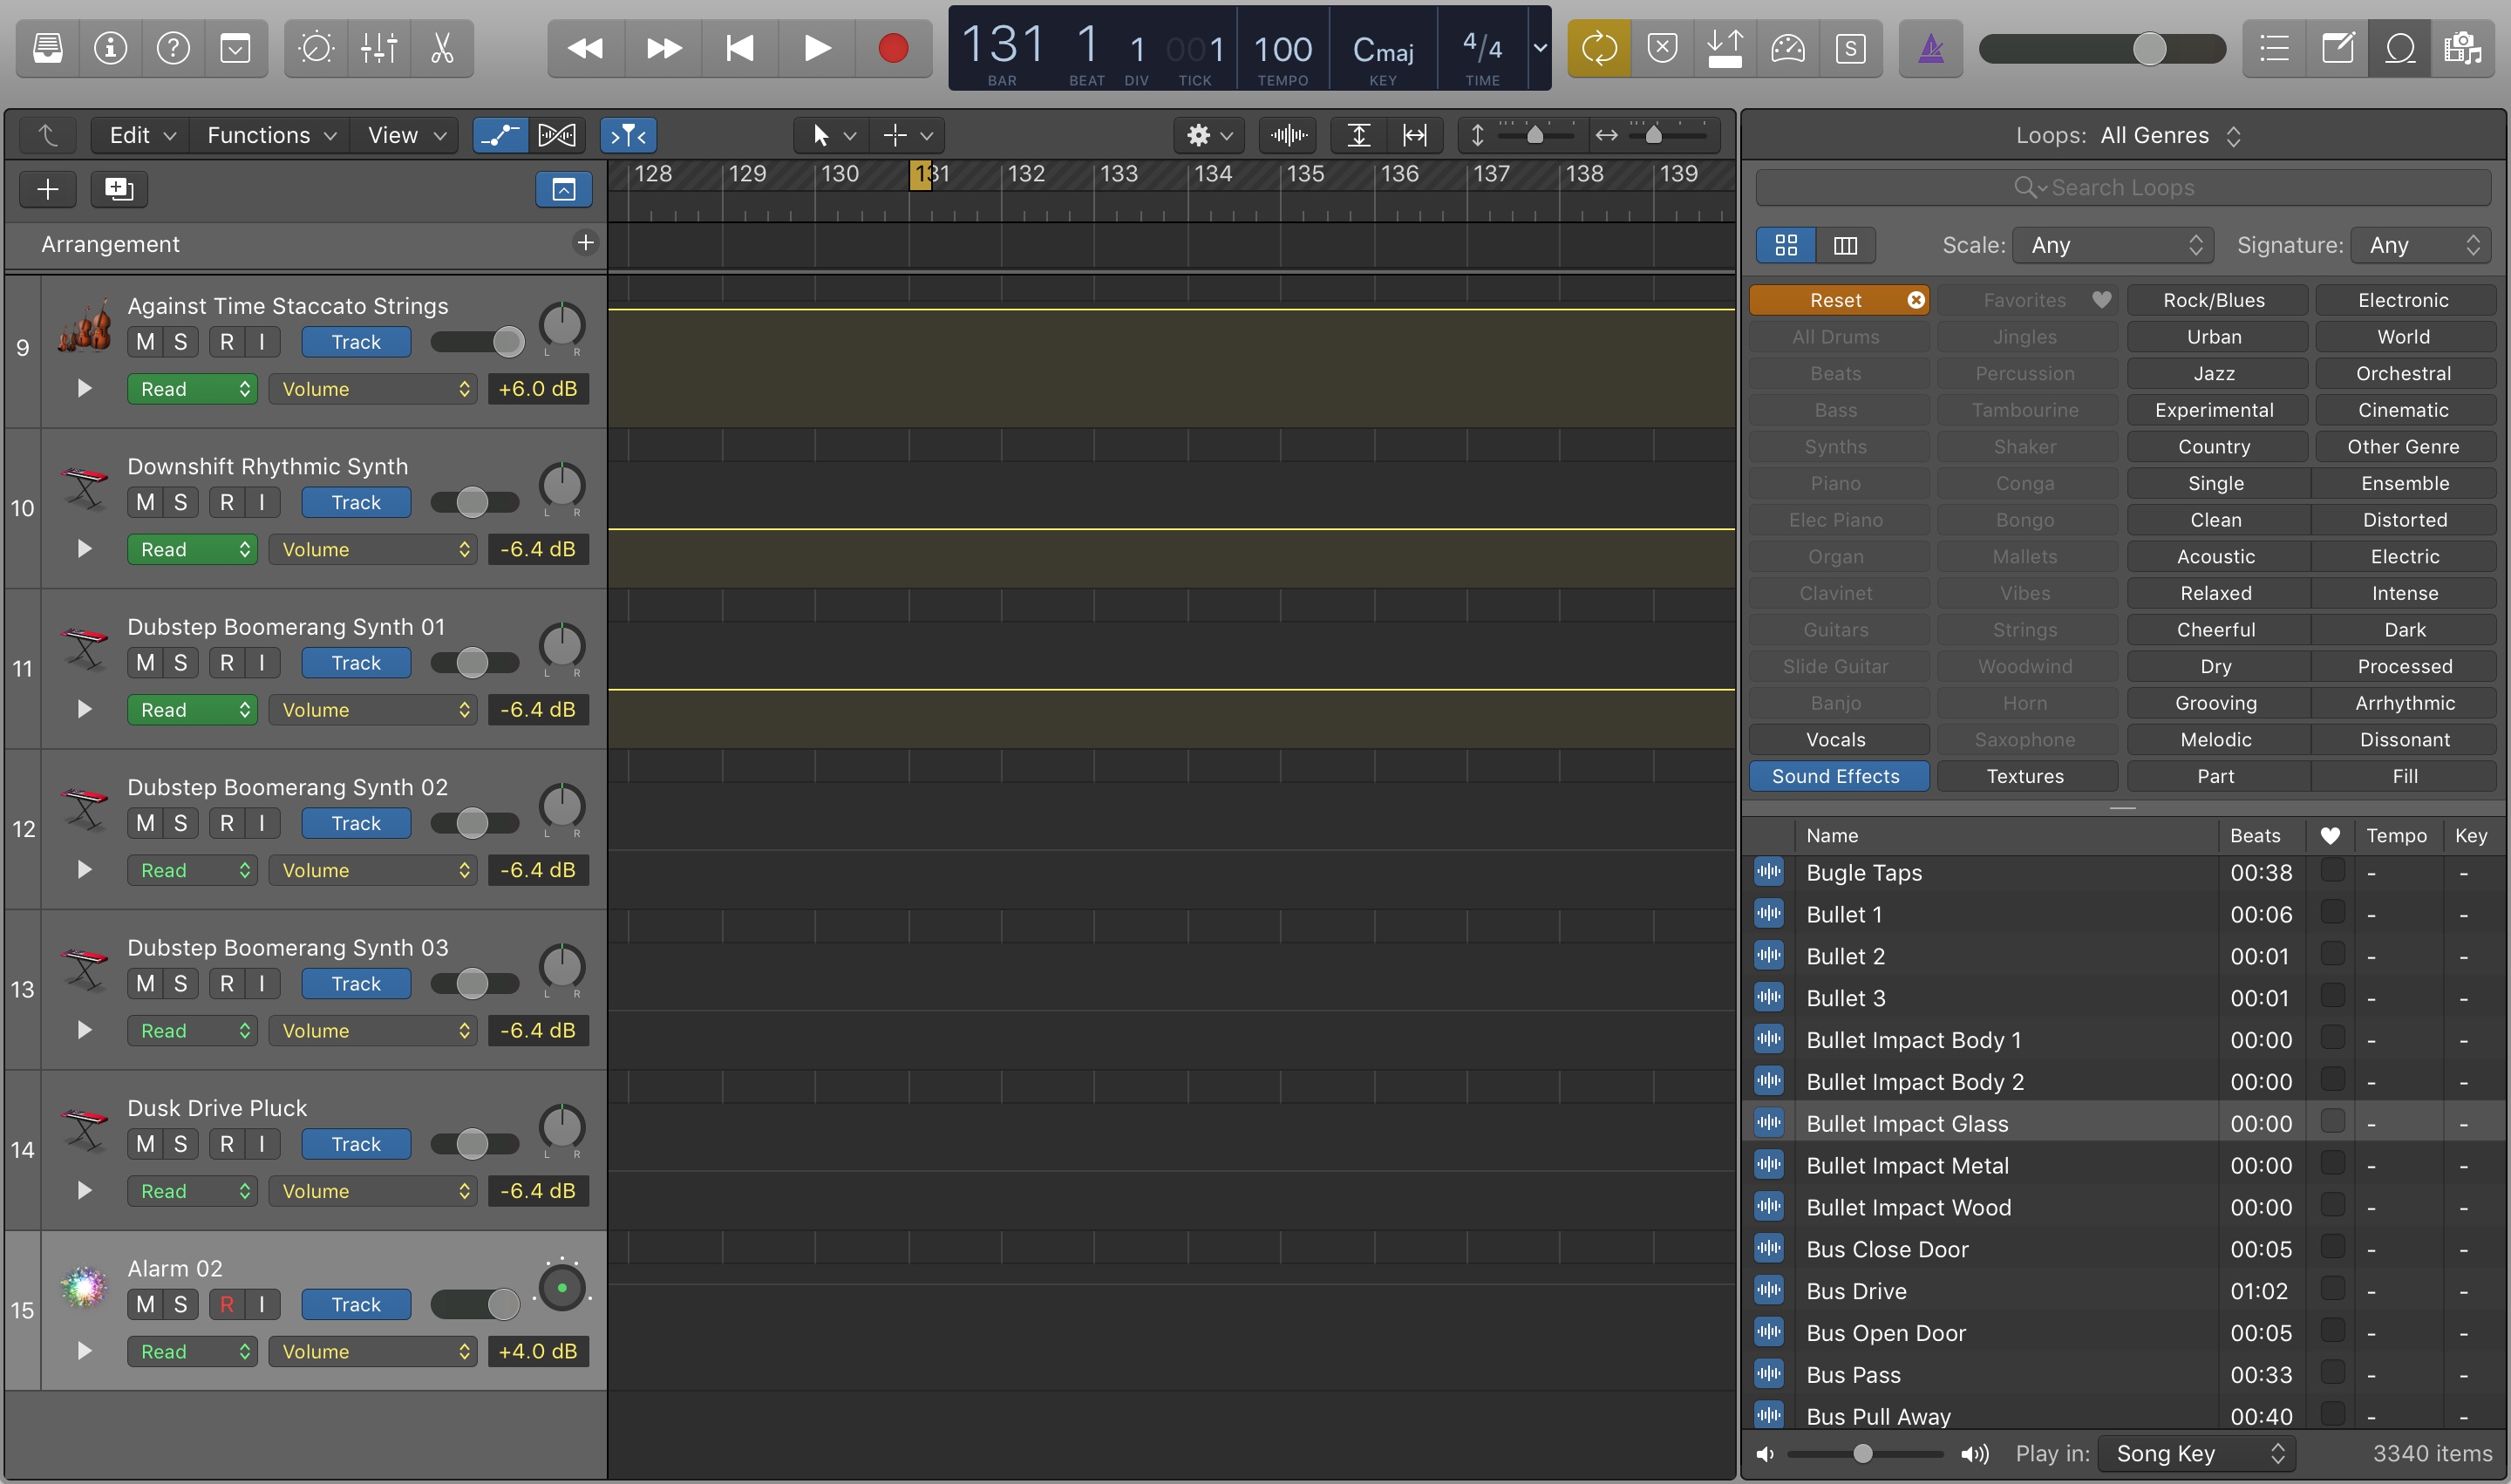 131 1 1 001 100 Cmaj 4/4
BAR BEAT DIV TICK TEMPO KEY TIME
S
Edit Functions View
Loops: All Genres
128 129 130 131 132 133 134 135 136 137 138 139
Search Loops
Arrangement
Scale: Any Signature: Any
9
Against Time Staccato Strings
M S R I Track
L R
Read Volume +6.0 dB
10
Downshift Rhythmic Synth
M S R I Track
L R
Read Volume -6.4 dB
11
Dubstep Boomerang Synth 01
M S R I Track
L R
Read Volume -6.4 dB
12
Dubstep Boomerang Synth 02
M S R I Track
L R
Read Volume -6.4 dB
13
Dubstep Boomerang Synth 03
M S R I Track
L R
Read Volume -6.4 dB
14
Dusk Drive Pluck
M S R I Track
L R
Read Volume -6.4 dB
15
Alarm 02
M S R I Track
Read Volume +4.0 dB
Reset Favorites Rock/Blues Electronic
All Drums Jingles Urban World
Beats Percussion Jazz Orchestral
Bass Tambourine Experimental Cinematic
Synths Shaker Country Other Genre
Piano Conga Single Ensemble
Elec Piano Bongo Clean Distorted
Organ Mallets Acoustic Electric
Clavinet Vibes Relaxed Intense
Guitars Strings Cheerful Dark
Slide Guitar Woodwind Dry Processed
Banjo Horn Grooving Arrhythmic
Vocals Saxophone Melodic Dissonant
Sound Effects Textures Part Fill
Name Beats Tempo Key
Bugle Taps 00:38 - -
Bullet 1 00:06 - -
Bullet 2 00:01 - -
Bullet 3 00:01 - -
Bullet Impact Body 1 00:00 - -
Bullet Impact Body 2 00:00 - -
Bullet Impact Glass 00:00 - -
Bullet Impact Metal 00:00 - -
Bullet Impact Wood 00:00 - -
Bus Close Door 00:05 - -
Bus Drive 01:02 - -
Bus Open Door 00:05 - -
Bus Pass 00:33 - -
Bus Pull Away 00:40 - -
Play in: Song Key 3340 items